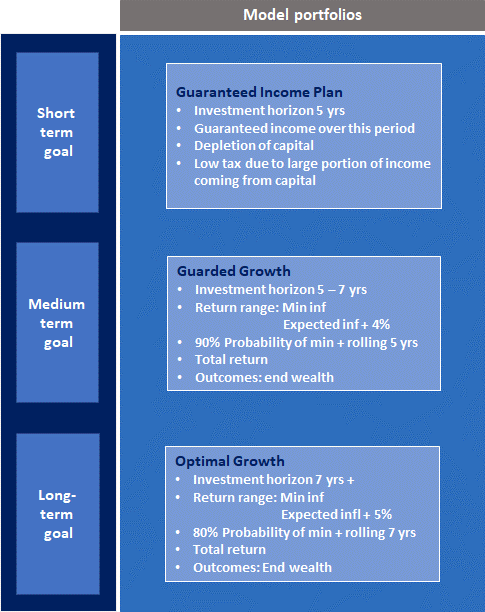 Model portfolios
Short
term
goal
Guaranteed Income Plan
• Investment horizon 5 yrs
• Guaranteed income over this period
• Depletion of capital
• Low tax due to large portion of income
coming from capital
Medium
term
goal
Guarded Growth
• Investment horizon 5 – 7 yrs
• Return range: Min inf
Expected inf + 4%
• 90% Probability of min + rolling 5 yrs
• Total return
• Outcomes: end wealth
Long-
term
goal
Optimal Growth
• Investment horizon 7 yrs +
• Return range: Min inf
Expected infl + 5%
• 80% Probability of min + rolling 7 yrs
• Total return
• Outcomes: End wealth